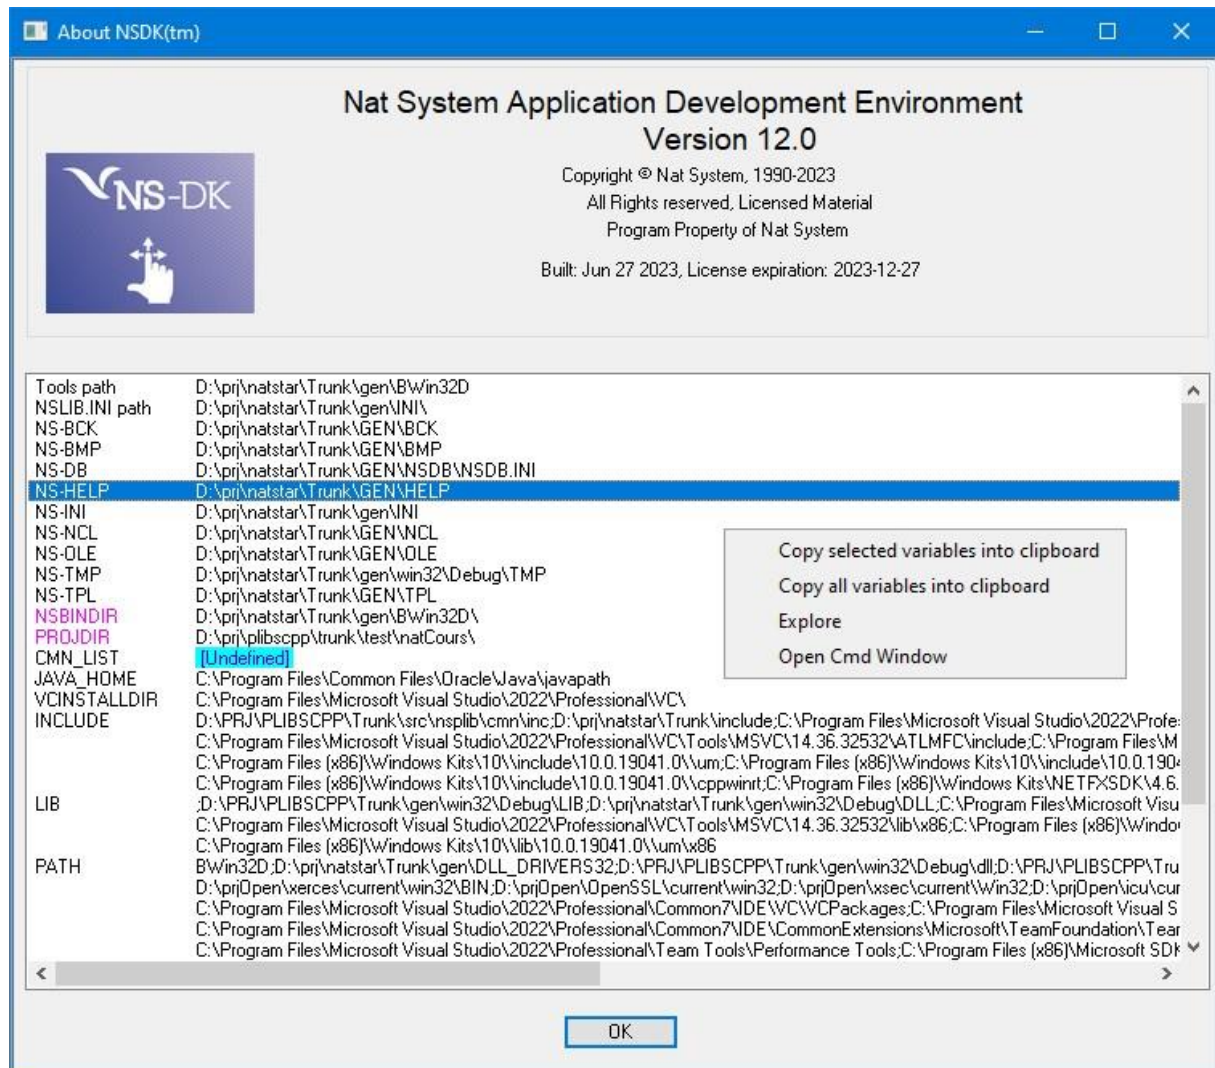 About NSDK(tm)
Nat System Application Development Environment
Version 12.0
Copyright © Nat System, 1990-2023
All Rights reserved, Licensed Material
Program Property of Nat System
Built: Jun 27 2023, License expiration: 2023-12-27
NS-DK
Tools path D:\prj\natstar\Trunk\gen\BWin32D
NSLIB.INI path D:\prj\natstar\Trunk\gen\INI\
NS-BCK D:\prj\natstar\Trunk\GEN\BCK
NS-BMP D:\prj\natstar\Trunk\GEN\BMP
NS-DB D:\prj\natstar\Trunk\GEN\NSDB\NSDB.INI
NS-HELP D:\prj\natstar\Trunk\GEN\HELP
NS-INI D:\prj\natstar\Trunk\gen\INI
NS-NCL D:\prj\natstar\Trunk\GEN\NCL
NS-OLE D:\prj\natstar\Trunk\GEN\OLE
NS-TMP D:\prj\natstar\Trunk\gen\win32\Debug\TMP
NS-TPL D:\prj\natstar\Trunk\GEN\TPL
NSBINDIR D:\prj\natstar\Trunk\gen\BWin32D\
PROJDIR D:\prj\plibscpp\trunk\test\natCours\
CMN_LIST [Undefined]
JAVA_HOME C:\Program Files\Common Files\Oracle\Java\javapath
VCINSTALLDIR C:\Program Files\Microsoft Visual Studio\2022\Professional\VC\
INCLUDE D:\PRJ\PLIBSCPP\Trunk\src\nsplib\cmn\inc;D:\prj\natstar\Trunk\include;C:\Program Files\Microsoft Visual Studio\2022\Profe
C:\Program Files\Microsoft Visual Studio\2022\Professional\VC\Tools\MSVC\14.36.32532\ATLMFC\include;C:\Program Files\M
C:\Program Files (x86)\Windows Kits\10\\include\10.0.19041.0\\um;C:\Program Files (x86)\Windows Kits\10\\include\10.0.1904
C:\Program Files (x86)\Windows Kits\10\\include\10.0.19041.0\\cppwinrt;C:\Program Files (x86)\Windows Kits\NETFXSDK\4.6.
LIB ;D:\PRJ\PLIBSCPP\Trunk\gen\win32\Debug\LIB;D:\prj\natstar\Trunk\gen\win32\Debug\DLL;C:\Program Files\Microsoft Visu
C:\Program Files\Microsoft Visual Studio\2022\Professional\VC\Tools\MSVC\14.36.32532\lib\x86;C:\Program Files (x86)\Windo
C:\Program Files (x86)\Windows Kits\10\\lib\10.0.19041.0\\um\x86
PATH BWin32D;D:\prj\natstar\Trunk\gen\DLL_DRIVERS32;D:\PRJ\PLIBSCPP\Trunk\gen\win32\Debug\dll;D:\PRJ\PLIBSCPP\Tru
D:\prjOpen\xerces\current\win32\BIN;D:\prjOpen\OpenSSL\current\win32;D:\prjOpen\xsec\current\Win32;D:\prjOpen\icu\cur
C:\Program Files\Microsoft Visual Studio\2022\Professional\Common7\IDE\VC\VCPackages;C:\Program Files\Microsoft Visual S
C:\Program Files\Microsoft Visual Studio\2022\Professional\Common7\IDE\CommonExtensions\Microsoft\TeamFoundation\Tear
C:\Program Files\Microsoft Visual Studio\2022\Professional\Team Tools\Performance Tools;C:\Program Files (x86)\Microsoft SDK
Copy selected variables into clipboard
Copy all variables into clipboard
Explore
Open Cmd Window
OK